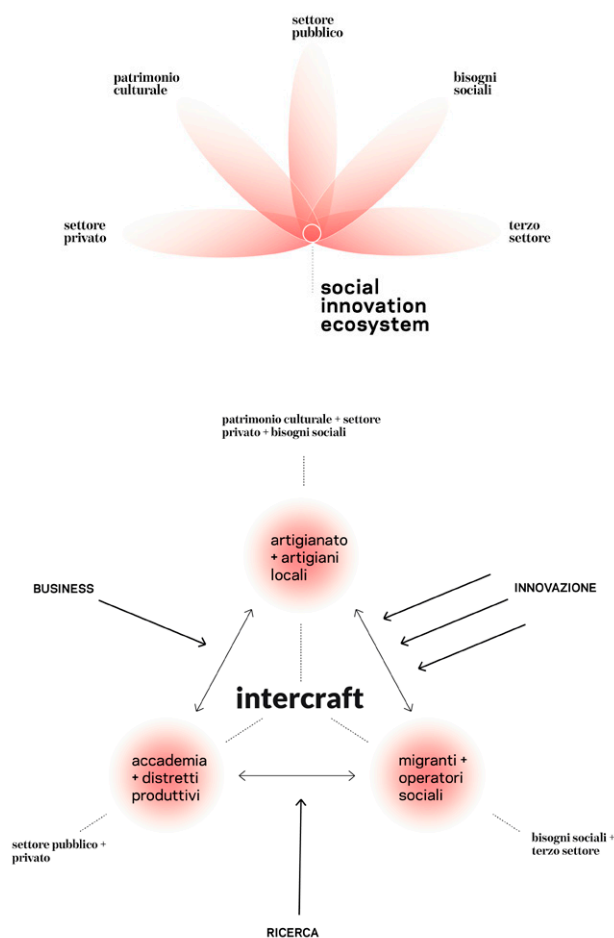 settore
pubblico
patrimonio
culturale
bisogni
sociali
settore
privato
terzo
settore
social
innovation
ecosystem
patrimonio culturale + settore
privato + bisogni sociali
artigianato
+ artigiani
locali
BUSINESS
INNOVAZIONE
intercraft
accademia
+ distretti
produttivi
migranti +
operatori
sociali
settore pubblico +
privato
bisogni sociali +
terzo settore
RICERCA